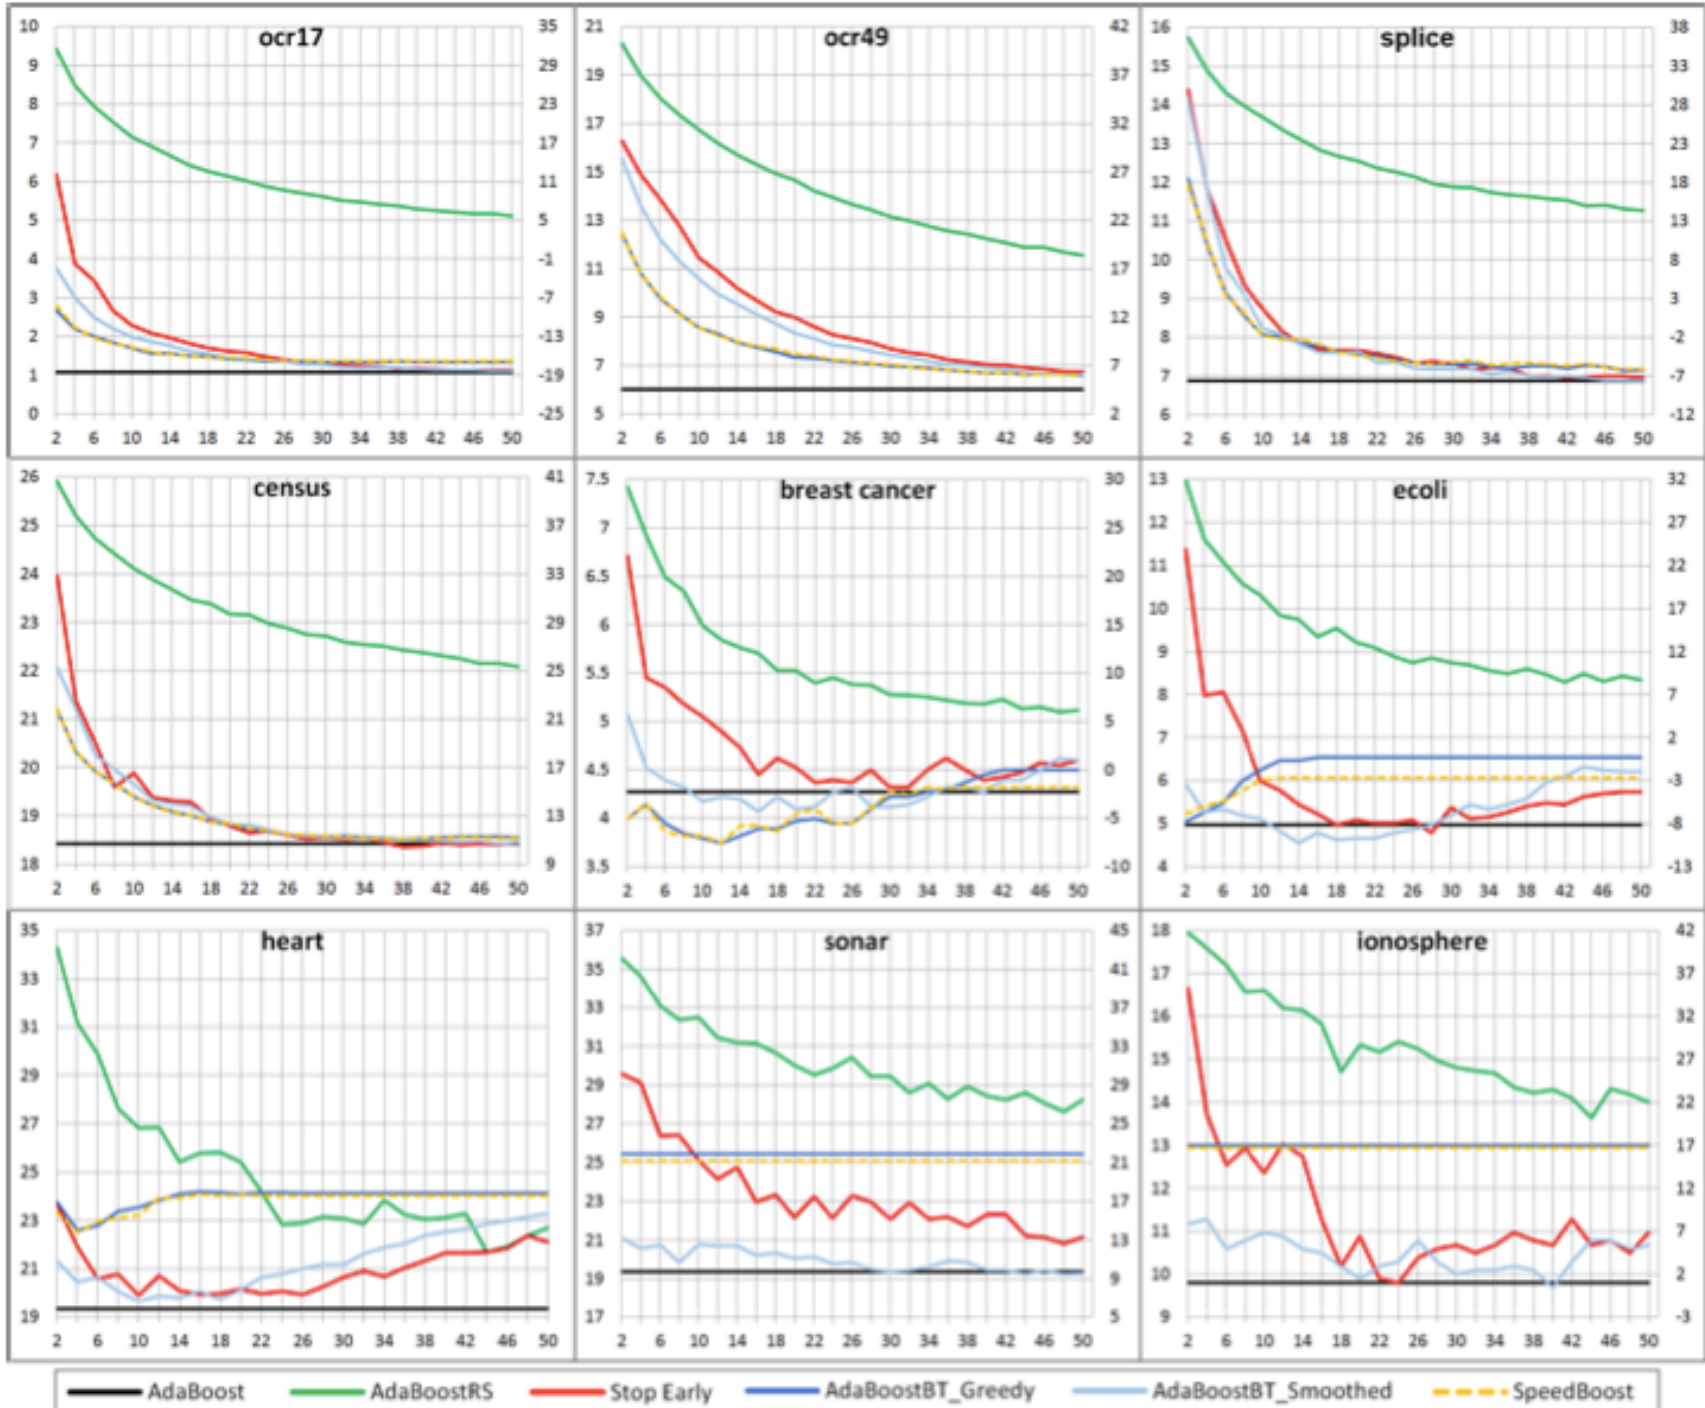 ocr17
10 9 8 7 6 5 4 3 2 1 0
35 29 23 17 11 5 -1 -7 -13 -19 -25
2 6 10 14 18 22 26 30 34 38 42 46 50
ocr49
21 19 17 15 13 11 9 7 5
42 37 32 27 22 17 12 7 2
2 6 10 14 18 22 26 30 34 38 42 46 50
splice
16 15 14 13 12 11 10 9 8 7 6
38 33 28 23 18 13 8 3 -2 -7 -12
2 6 10 14 18 22 26 30 34 38 42 46 50
census
26 25 24 23 22 21 20 19 18
41 37 33 29 25 21 17 13 9
2 6 10 14 18 22 26 30 34 38 42 46 50
breast cancer
7.5 7 6.5 6 5.5 5 4.5 4 3.5
30 25 20 15 10 5 0 -5 -10
2 6 10 14 18 22 26 30 34 38 42 46 50
ecoli
13 12 11 10 9 8 7 6 5 4
32 27 22 17 12 7 2 -3 -8 -13
2 6 10 14 18 22 26 30 34 38 42 46 50
heart
35 33 31 29 27 25 23 21 19
2 6 10 14 18 22 26 30 34 38 42 46 50
sonar
37 35 33 31 29 27 25 23 21 19 17
45 41 37 33 29 25 21 17 13 9 5
2 6 10 14 18 22 26 30 34 38 42 46 50
ionosphere
18 17 16 15 14 13 12 11 10 9
42 37 32 27 22 17 12 7 2 -3
2 6 10 14 18 22 26 30 34 38 42 46 50
AdaBoost AdaBoostRS Stop Early AdaBoostBT_Greedy AdaBoostBT_Smoothed SpeedBoost